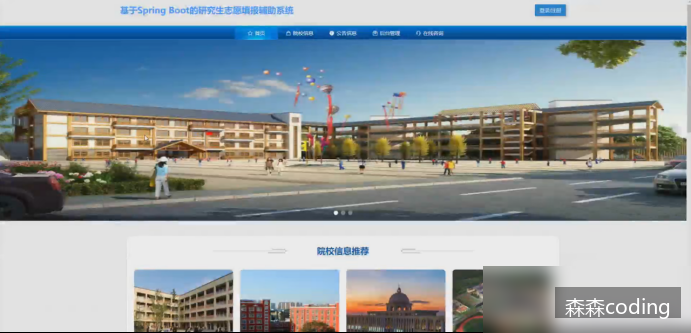 基于Spring Boot的研究生志愿填报辅助系统
登录/注册
首页 院校信息 公告信息 后台管理 在线咨询
院校信息推荐
森森coding